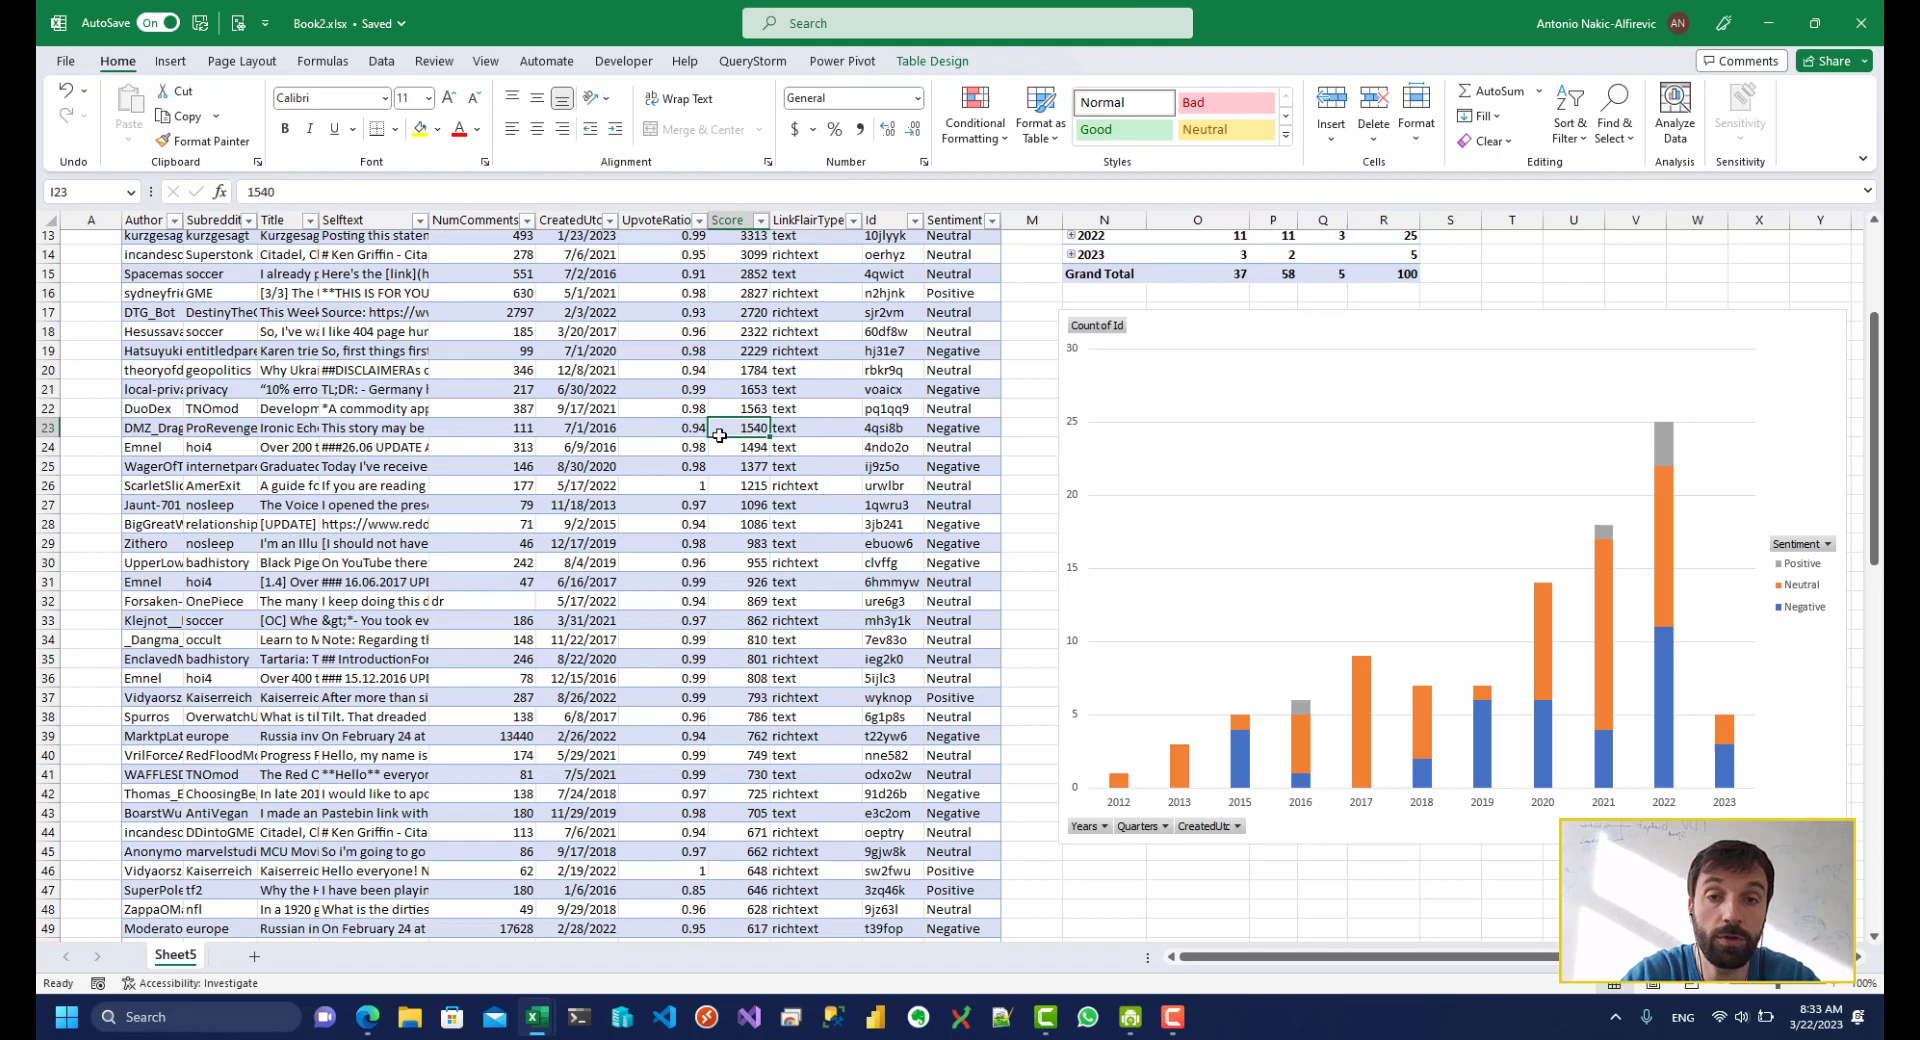 AutoSave On Book2.xlsx • Saved Search Antonio Nakic-Alfirevic AN
File Home Insert Page Layout Formulas Data Review View Automate Developer Help QueryStorm Power Pivot Table Design Comments Share
Cut
Copy
Format Painter
Paste
Calibri 11
B I U
Wrap Text
Merge & Center
General
$ % 9
Conditional Formatting
Format as Table
Normal Bad
Good Neutral
Insert Delete Format
AutoSum
Fill
Clear
Sort & Filter
Find & Select
Analyze Data
Sensitivity
Undo Clipboard Font Alignment Number Styles Cells Editing Analysis Sensitivity
I23 fx 1540
A Author Subreddit Title Selftext NumComments CreatedUtc UpvoteRatio Score LinkFlairType Id Sentiment M N O P Q R S T U V W X Y
13 kurzgesag kurzgesagt Kurzgesag Posting this staten 493 1/23/2023 0.99 3313 text 10jlyyk Neutral
14 incandesc Superstonk Citadel, Cl # Ken Griffin - Cita 278 7/6/2021 0.95 3099 richtext oerhyz Neutral
15 Spacemas soccer I already p Here's the [link](h 551 7/2/2016 0.91 2852 text 4qwict Neutral
16 sydneyfrie GME [3/3] The **THIS IS FOR YOU 630 5/1/2021 0.98 2827 richtext n2hjnk Positive
17 DTG_Bot DestinyThe This Week Source: https://w 2797 2/3/2022 0.93 2720 richtext sjr2vm Neutral
18 Hesussava soccer So, I've wa I like 404 page hur 185 3/20/2017 0.96 2322 richtext 60df8w Neutral
19 Hatsuyuki entitledpare Karen trie So, first things first 99 7/1/2020 0.98 2229 richtext hj31e7 Negative
20 theoryofd geopolitics Why Ukrai ##DISCLAIMERAs c 346 12/8/2021 0.94 1784 text rbkr9q Neutral
21 local-priva privacy “10% erro TL;DR: - Germany h 217 6/30/2022 0.99 1653 text voaicx Negative
22 DuoDex TNOmod Developm *A commodity app 387 9/17/2021 0.98 1563 text pq1qq9 Neutral
23 DMZ_Drag ProRevenge Ironic Ech This story may be 111 7/1/2016 0.94 1540 text 4qsi8b Negative
24 Emnel hoi4 Over 200 t ###26.06 UPDATE A 313 6/9/2016 0.98 1494 text 4ndo2o Neutral
25 WagerOfT internetpare Graduatec Today I've receive 146 8/30/2020 0.98 1377 text ij9z5o Negative
26 ScarletSlic AmerExit A guide fo If you are reading 177 5/17/2022 1 1215 richtext urwlbr Neutral
27 Jaunt-701 nosleep The Voice I opened the prese 79 11/18/2013 0.97 1096 text 1qwru3 Neutral
28 BigGreatW relationship [UPDATE] https://www.redd 71 9/2/2015 0.94 1086 text 3jb241 Negative
29 Zithero nosleep I'm an Illu [I should not have 46 12/17/2019 0.98 983 text ebuow6 Negative
30 UpperLow badhistory Black Pige On YouTube there 242 8/4/2019 0.96 955 richtext clvffg Negative
31 Emnel hoi4 [1.4] Over ### 16.06.2017 UPD 47 6/16/2017 0.99 926 text 6hmmyw Neutral
32 Forsaken- OnePiece The many I keep doing this d dr 5/17/2022 0.94 869 text ure6g3 Neutral
33 Klejnot__ soccer [OC] Whe &gt;*- You took ev 186 3/31/2021 0.97 862 richtext mh3y1k Neutral
34 _Dangma_ occult Learn to M Note: Regarding th 148 11/22/2017 0.99 810 text 7ev83o Neutral
35 EnclavedM badhistory Tartaria: T ## IntroductionFor 246 8/22/2020 0.99 801 richtext ieg2k0 Neutral
36 Emnel hoi4 Over 400 t ### 15.12.2016 UPD 78 12/15/2016 0.99 808 text 5ijlc3 Neutral
37 Vidyaorsz Kaiserreich Kaiserreic After more than si 287 8/26/2022 0.99 793 richtext wyknop Positive
38 Spurros OverwatchU What is til Tilt. That dreaded 138 6/8/2017 0.96 786 text 6g1p8s Neutral
39 MarktpLat europe Russia inv On February 24 at 13440 2/26/2022 0.94 762 richtext t22yw6 Negative
40 VrilForceA RedFloodMo Progress R Hello, my name is 174 5/29/2021 0.99 749 text nne582 Neutral
41 WAFFLESD TNOmod The Red C **Hello** everyor 81 7/5/2021 0.99 730 text odxo2w Neutral
42 Thomas_E ChoosingBe In late 201 I would like to apo 138 7/24/2018 0.97 725 text 91d26b Negative
43 BoarstWu AntiVegan I made an Pastebin link with 180 11/29/2019 0.98 705 text e3c2om Negative
44 incandesc DDintoGME Citadel, Cl # Ken Griffin - Cita 113 7/6/2021 0.94 671 richtext oeptry Neutral
45 Anonymo marvelstudi MCU Movi So i'm going to go 86 9/17/2018 0.97 662 richtext 9gjw8k Neutral
46 Vidyaorsz Kaiserreich Kaiserreic Hello everyone! N 62 2/19/2022 1 648 richtext sw2fwu Positive
47 SuperPole tf2 Why the H I have been playin 180 1/6/2016 0.85 646 richtext 3zq46k Positive
48 ZappaOMa nfl In a 1920 g What is the dirties 49 9/29/2018 0.96 628 richtext 9jz63l Neutral
49 Moderato europe Russian in On February 24 at 17628 2/28/2022 0.95 617 richtext t39fop Negative
2022 11 11 3 25
2023 3 2 5
Grand Total 37 58 5 100
Count of Id
30
25
20
15
10
5
0
2012 2013 2015 2016 2017 2018 2019 2020 2021 2022 2023
Sentiment
Positive
Neutral
Negative
Years Quarters CreatedUtc
Sheet5
Ready Accessibility: Investigate 100%
Search ENG 8:33 AM
3/22/2023